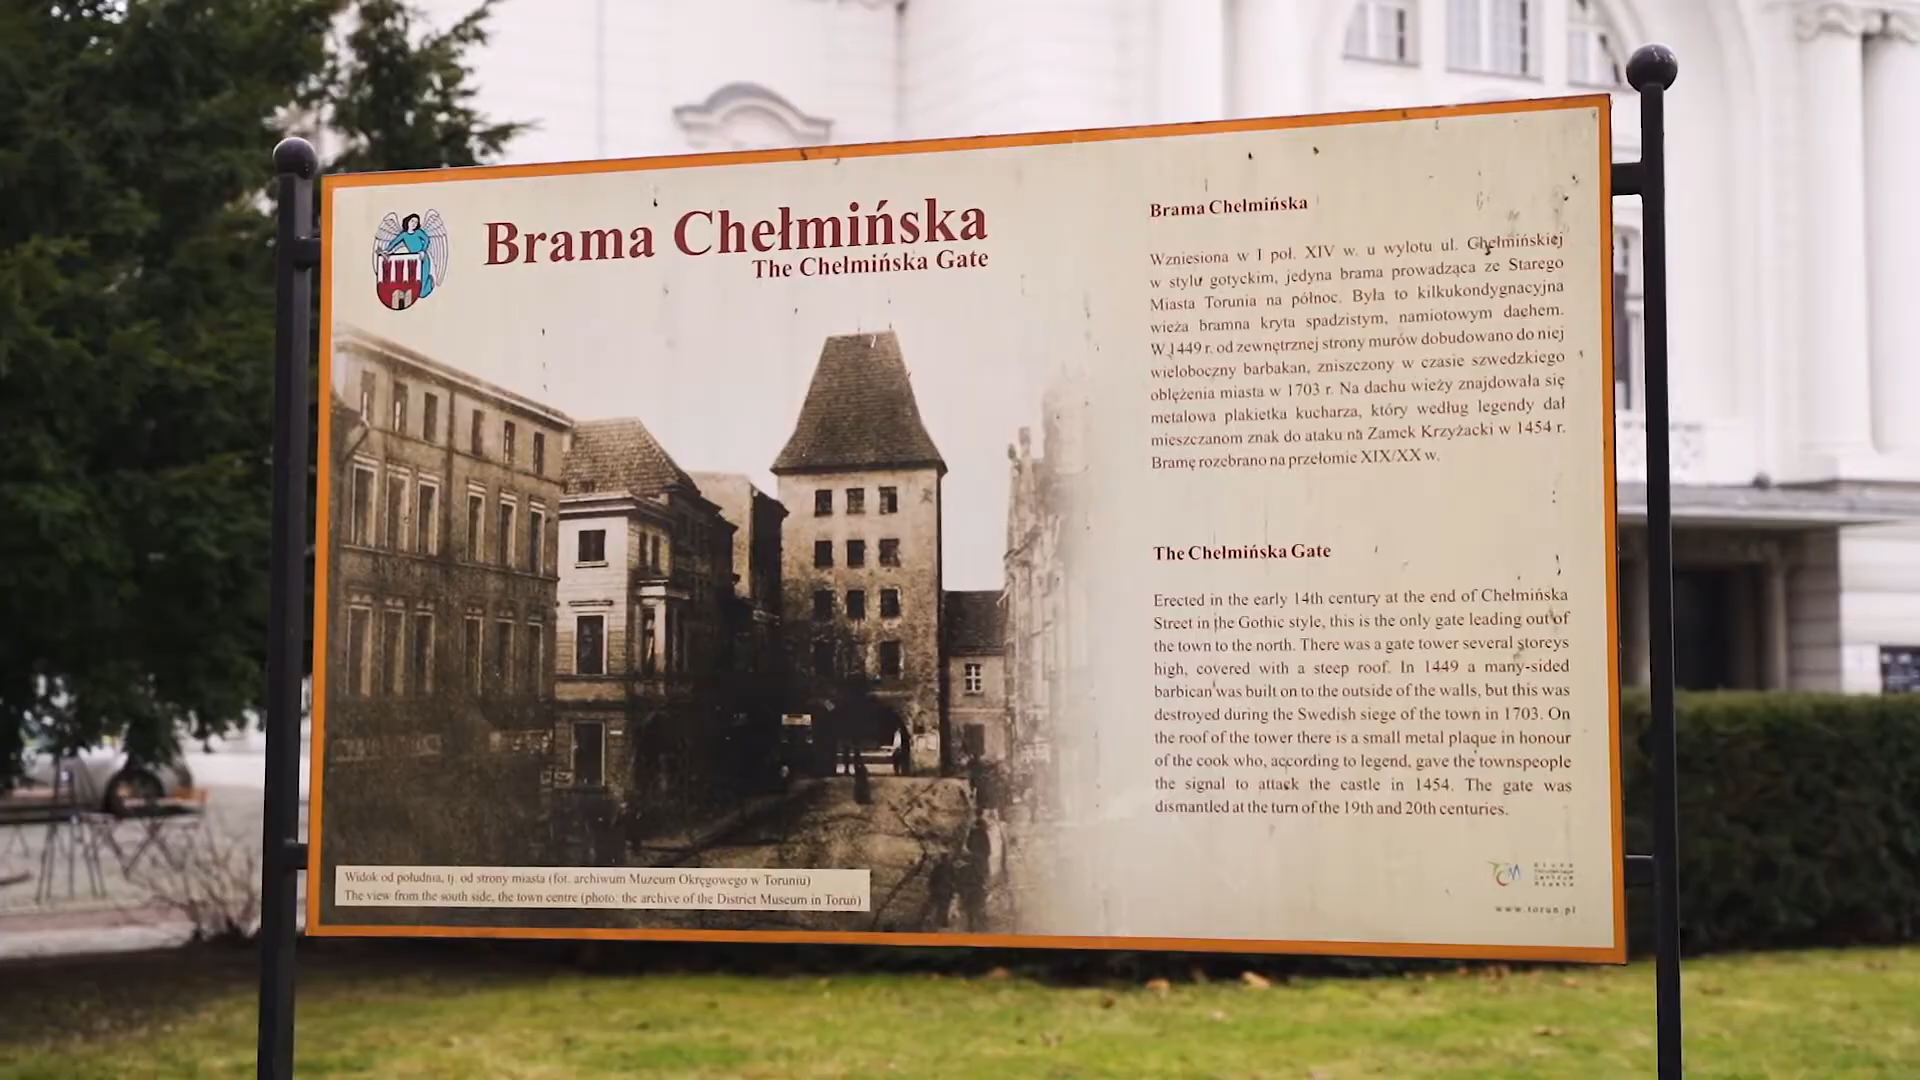 Brama Chełmińska
The Chełmińska Gate
Brama Chełmińska
Wzniesiona w I poł. XIV w. u wylotu ul. Chełmińskiej
w stylu gotyckim, jedyna brama prowadząca ze Starego
Miasta Torunia na północ. Była to kilkukondygnacyjna
wieża bramna kryta spadzistym, namiotowym dachem.
W 1449 r. od zewnętrznej strony murów dobudowano do niej
wieloboczny barbakan, zniszczony w czasie szwedzkiego
oblężenia miasta w 1703 r. Na dachu wieży znajdowała się
metalowa plakietka kucharza, który według legendy dał
mieszczanom znak do ataku na Zamek Krzyżacki w 1454 r.
Bramę rozebrano na przełomie XIX/XX w.
The Chełmińska Gate
Erected in the early 14th century at the end of Chełmińska
Street in the Gothic style, this is the only gate leading out of
the town to the north. There was a gate tower several storeys
high, covered with a steep roof. In 1449 a many-sided
barbican was built on to the outside of the walls, but this was
destroyed during the Swedish siege of the town in 1703. On
the roof of the tower there is a small metal plaque in honour
of the cook who, according to legend, gave the townspeople
the signal to attack the castle in 1454. The gate was
dismantled at the turn of the 19th and 20th centuries.
Widok od południa, tj. od strony miasta (fot. archiwum Muzeum Okręgowego w Toruniu)
The view from the south side, the town centre (photo: the archive of the District Museum in Toruń)
www.torun.pl